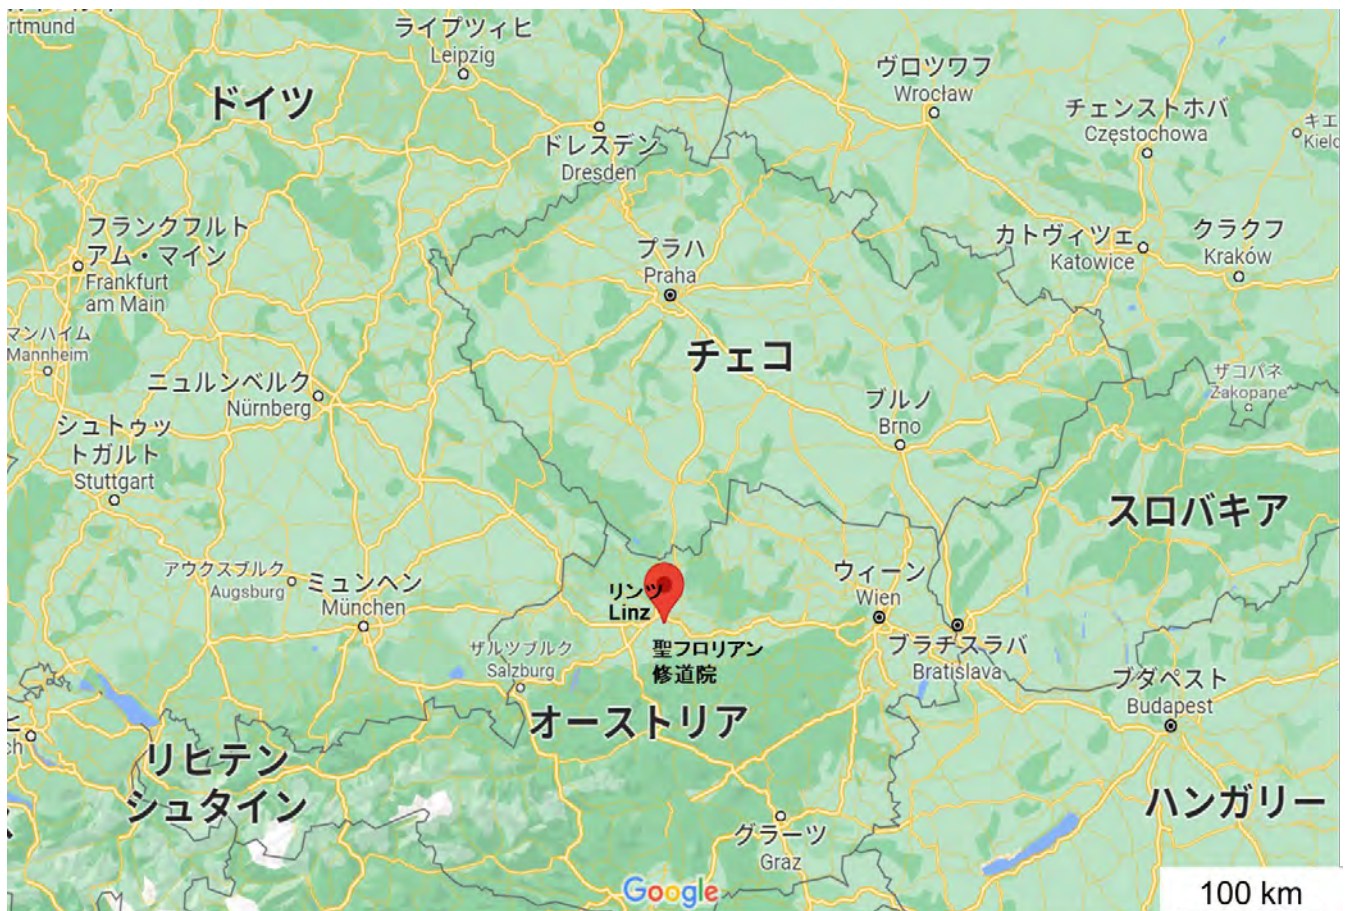 rtmund
ライプツィヒ
Leipzig
ドイツ
ヴロツワフ
Wrocław
チェンストホバ
Częstochowa
キエ
Kielc
ドレスデン
Dresden
フランクフルト
アム・マイン
Frankfurt
am Main
プラハ
Praha
カトヴィツェ
Katowice
クラクフ
Kraków
マンハイム
Mannheim
チェコ
ニュルンベルク
Nürnberg
ザコパネ
Zakopane
ブルノ
Brno
シュトゥッ
トガルト
Stuttgart
スロバキア
アウクスブルク
Augsburg
ミュンヘン
München
リンツ
Linz
ウィーン
Wien
聖フロリアン
修道院
ザルツブルク
Salzburg
ブラチスラバ
Bratislava
ブダペスト
Budapest
オーストリア
ヒ
ch
リヒテン
シュタイン
ハンガリー
グラーツ
Graz
Google
100 km